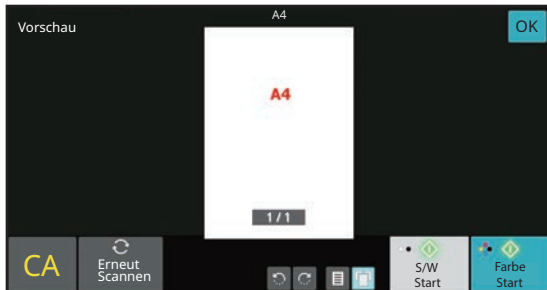 A4
Vorschau
OK
A4
1 / 1
CA
Erneut
Scannen
S/W
Start
Farbe
Start